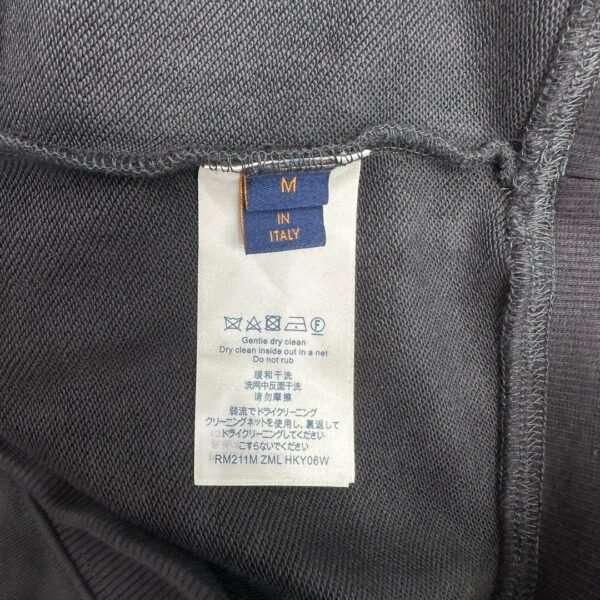 M
IN
ITALY
Gentle dry clean
Dry clean inside out in a net
Do not rub
缓和干洗
洗网中反面干洗
请勿摩擦
弱流でドライクリーニング
クリーニングネットを使用し、裏返して
ドライクリーニングしてください
こすらないでください
RM211M ZML HKY06W